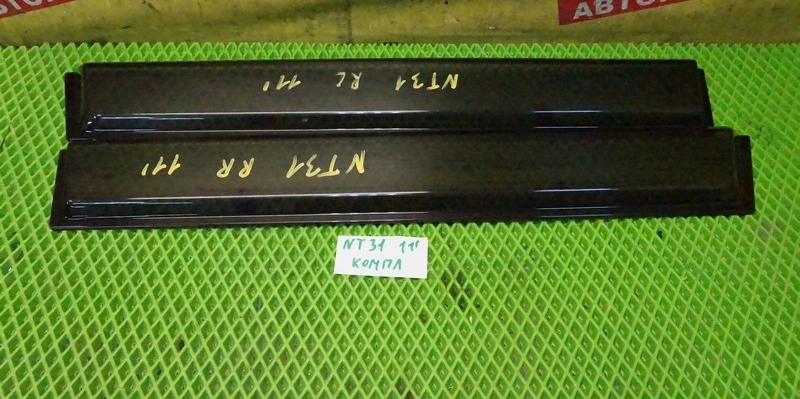 АВТО
NT31 RL 11'
NT31 RR 11'
NT31 11'
КОМПЛ